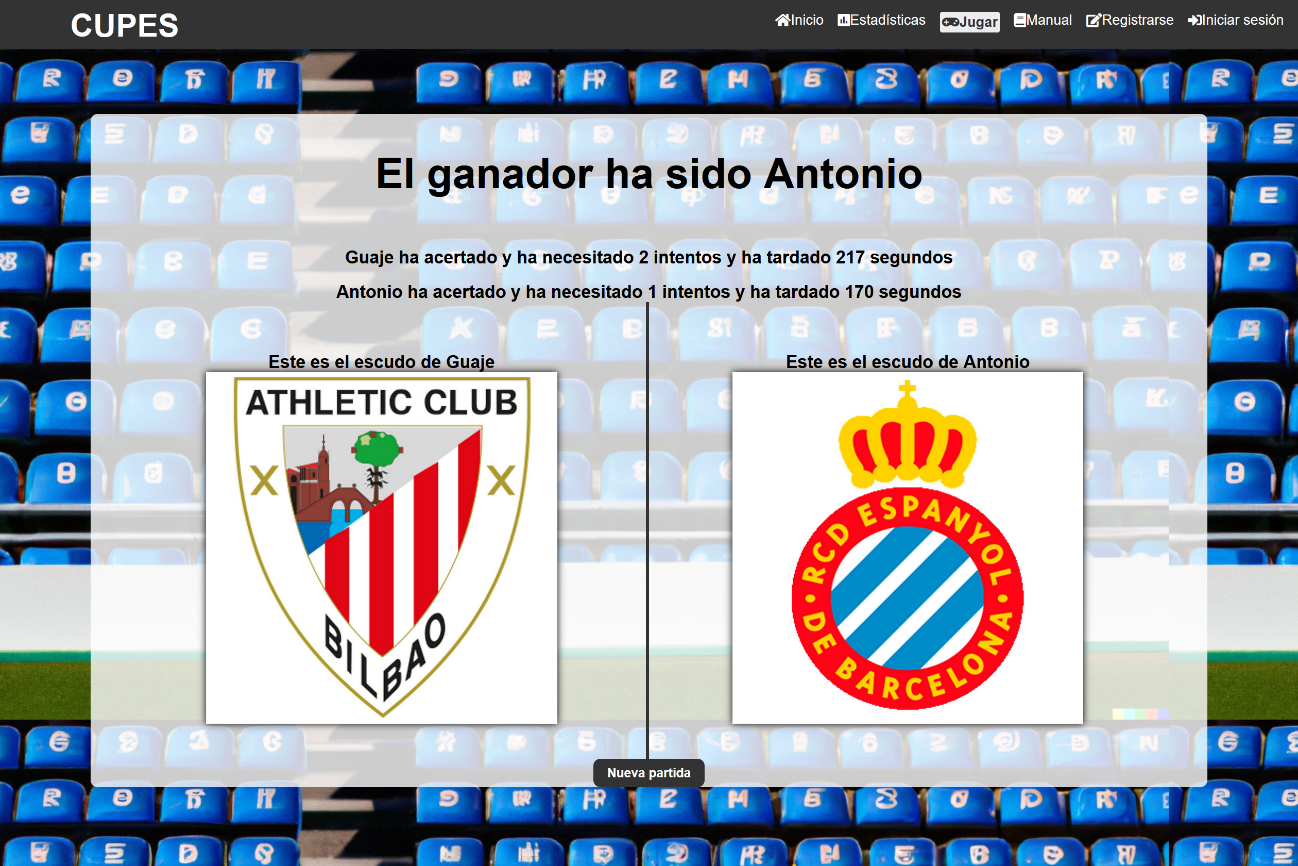 CUPES
Inicio Estadísticas Jugar Manual Registrarse Iniciar sesión
El ganador ha sido Antonio
Guaje ha acertado y ha necesitado 2 intentos y ha tardado 217 segundos
Antonio ha acertado y ha necesitado 1 intentos y ha tardado 170 segundos
Este es el escudo de Guaje
Este es el escudo de Antonio
ATHLETIC CLUB
BILBAO
RCD ESPANYOL
DE BARCELONA
Nueva partida